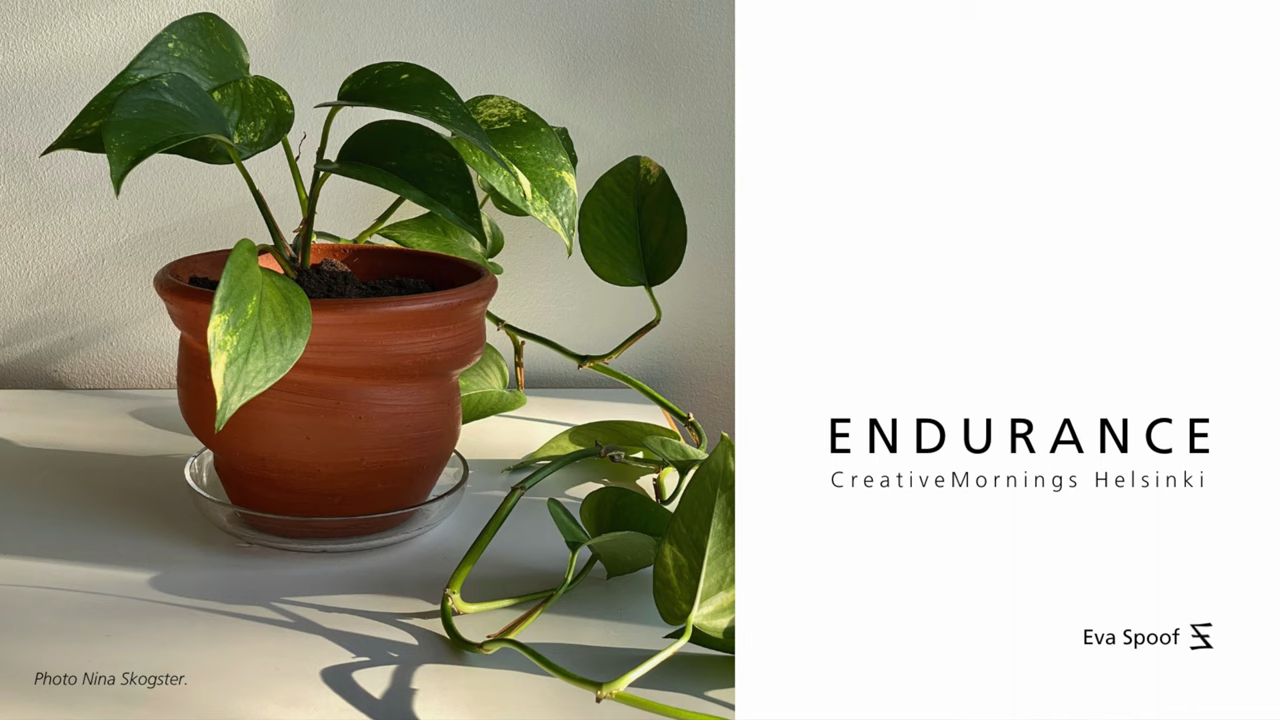 ENDURANCE
CreativeMornings Helsinki
Eva Spoof
Photo Nina Skogster.